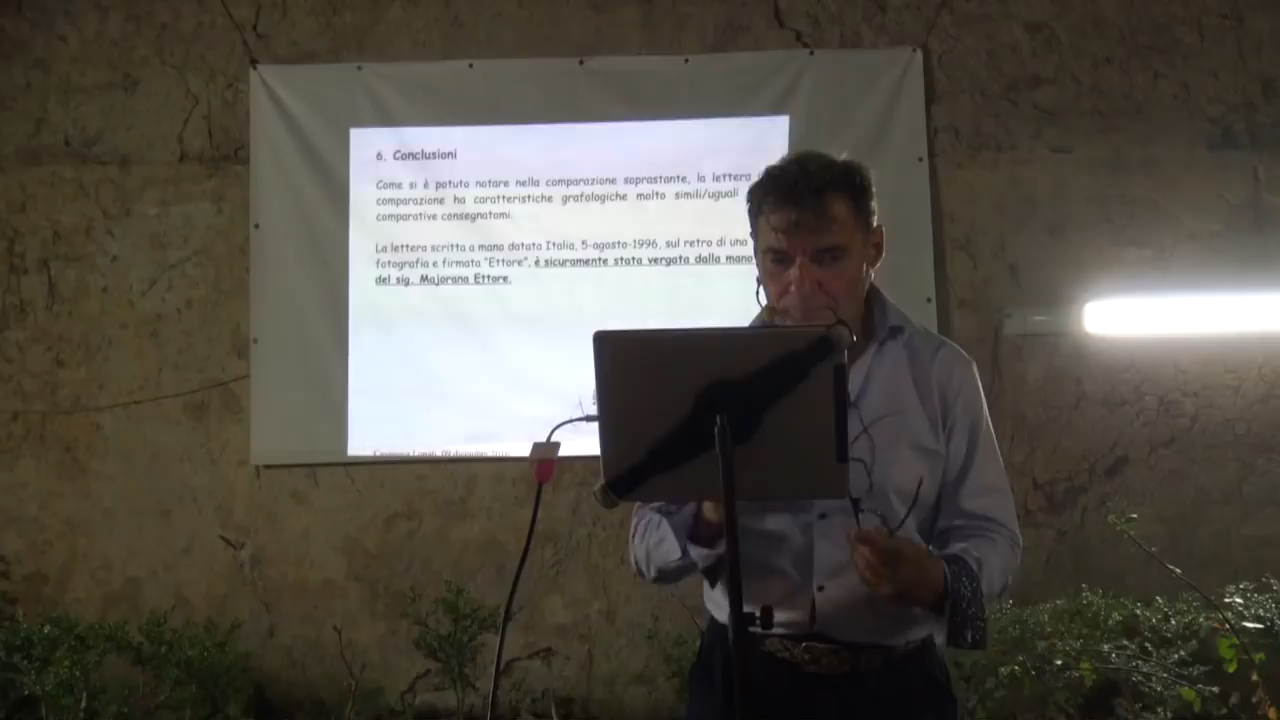 6. Conclusioni
Come si è potuto notare nella comparazione soprastante, la lettera
comparazione ha caratteristiche grafologiche molto simili/uguali
comparative consegnatomi.
La lettera scritta a mano datata Italia, 5-agosto-1996, sul retro di una
fotografia e firmata "Ettore", è sicuramente stata vergata dalla mano
del sig. Majorana Ettore.
09 dicembre